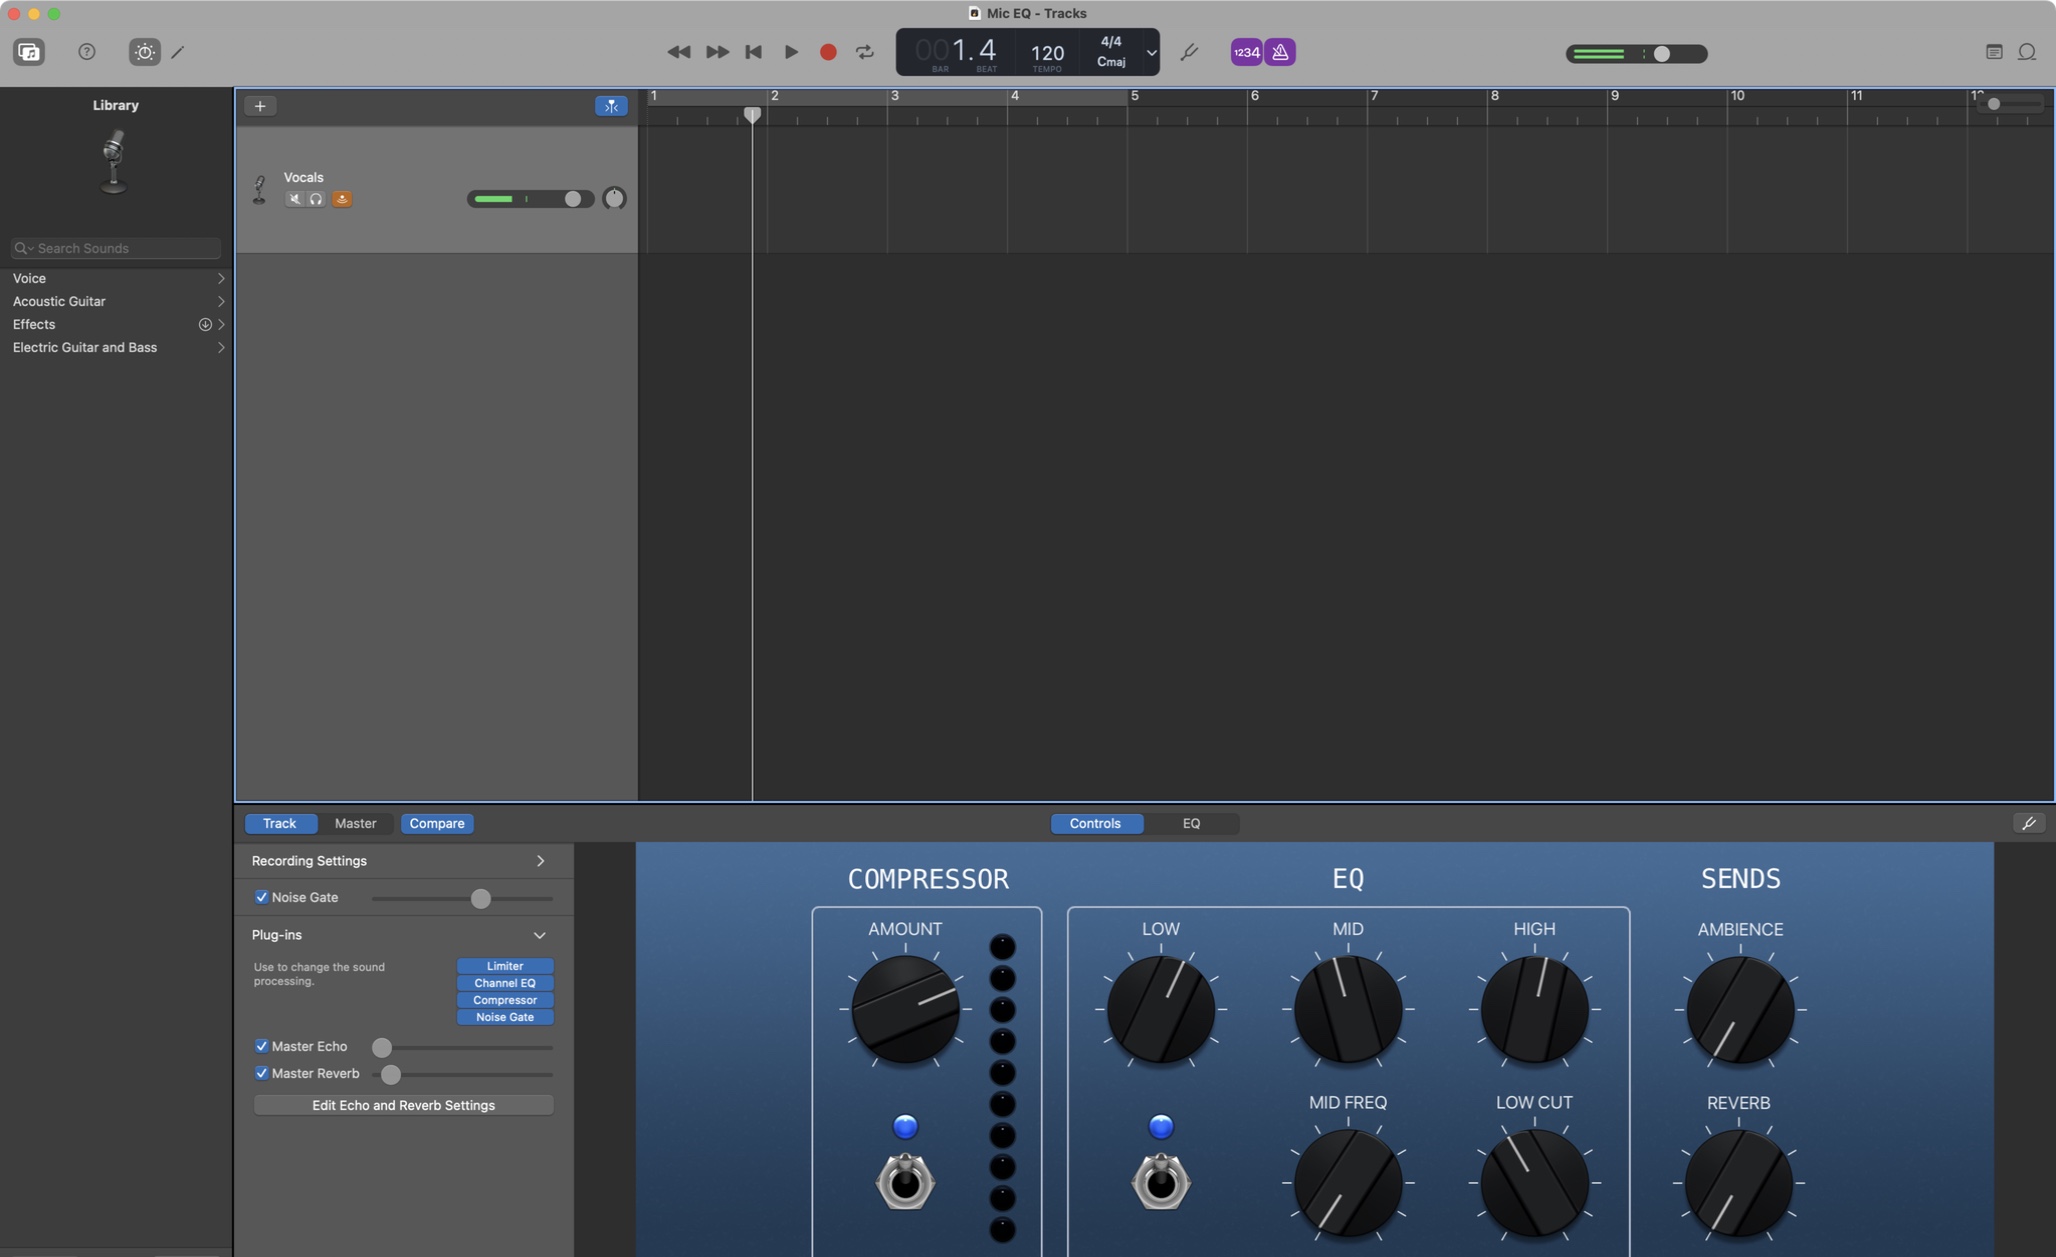 Mic EQ - Tracks
001.4
BAR
BEAT
120
TEMPO
4/4
Cmaj
1234
Library
Search Sounds
Voice
Acoustic Guitar
Effects
Electric Guitar and Bass
1 2 3 4 5 6 7 8 9 10 11
Vocals
Track
Master
Compare
Controls
EQ
Recording Settings
Noise Gate
Plug-ins
Use to change the sound
processing.
Limiter
Channel EQ
Compressor
Noise Gate
Master Echo
Master Reverb
Edit Echo and Reverb Settings
COMPRESSOR
AMOUNT
EQ
LOW
MID
HIGH
MID FREQ
LOW CUT
SENDS
AMBIENCE
REVERB